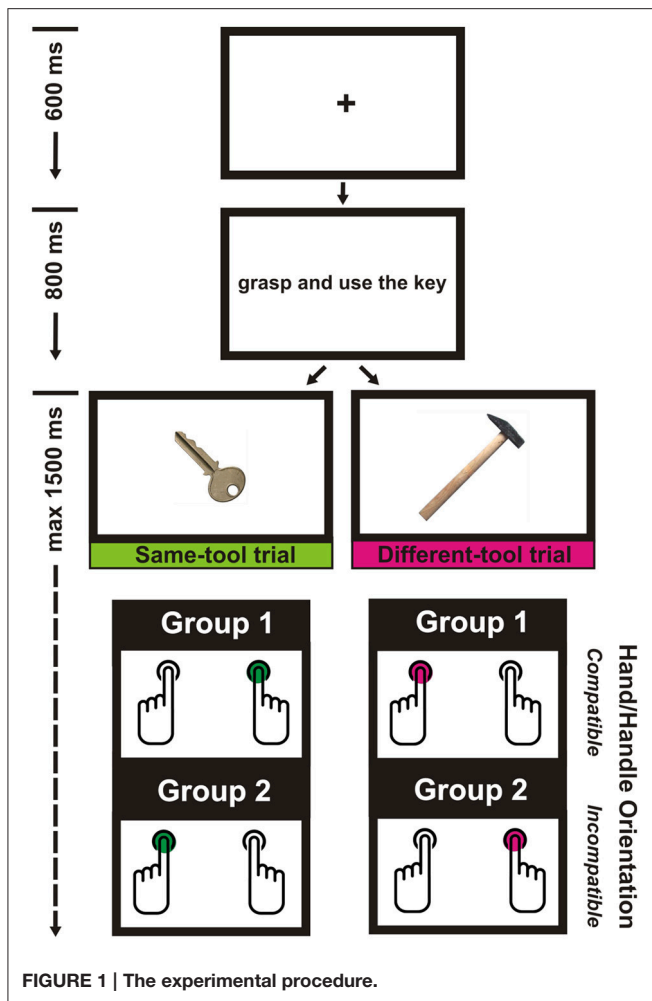 600 ms
+
800 ms
grasp and use the key
max 1500 ms
Same-tool trial
Different-tool trial
Group 1
Group 1
Compatible
Hand/Handle Orientation
Group 2
Group 2
Incompatible
FIGURE 1 | The experimental procedure.